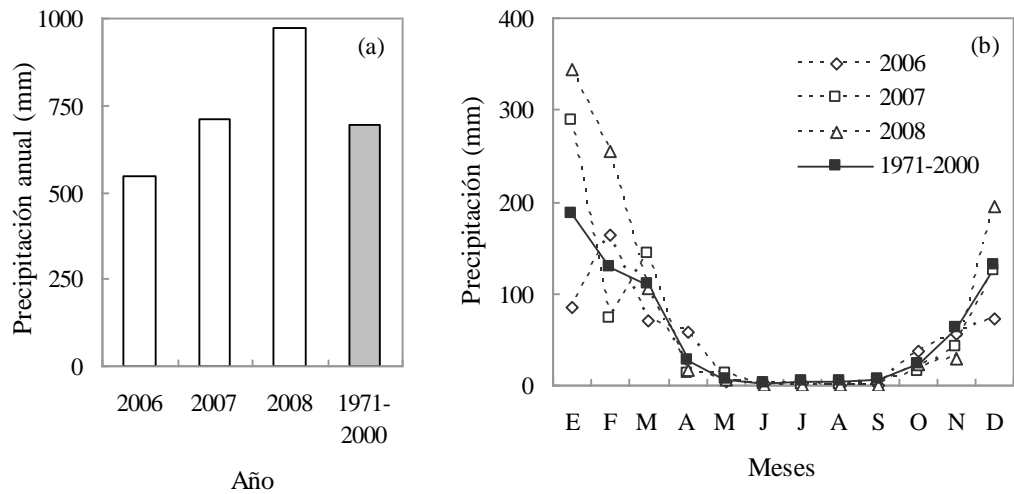 (a)
Precipitación anual (mm)
1000
750
500
250
0
2006 2007 2008 1971-
2000
Año
(b)
Precipitación (mm)
400
300
200
100
0
2006
2007
2008
1971-2000
E F M A M J J A S O N D
Meses